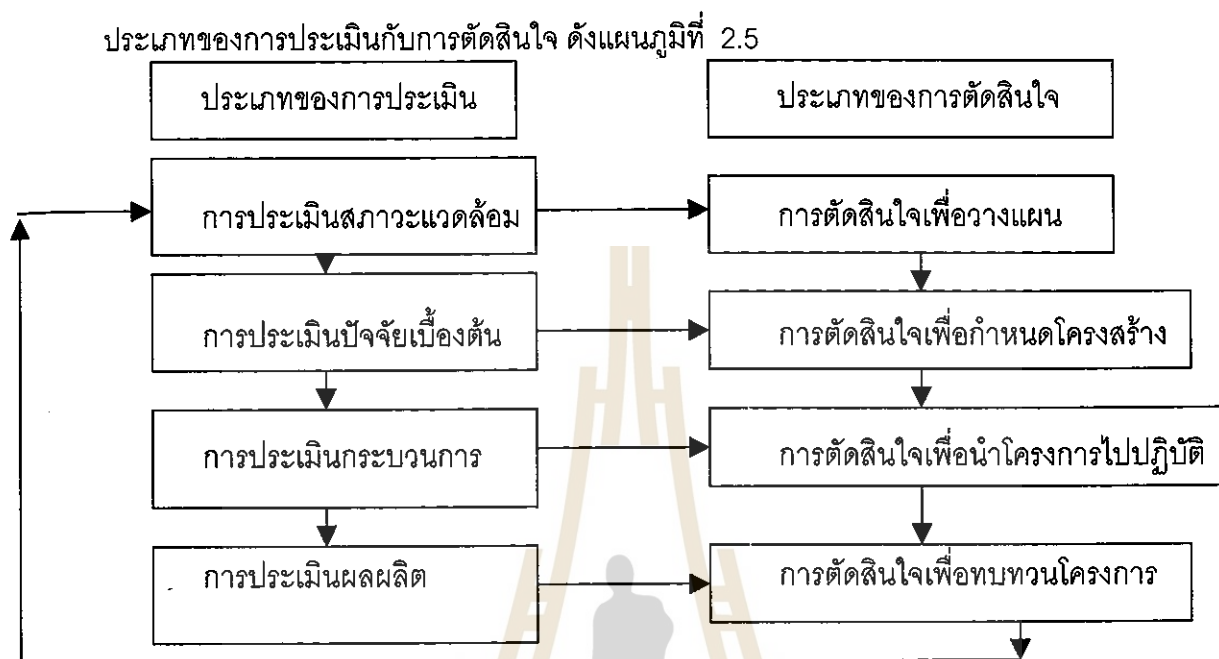 ประเภทของการประเมินกับการตัดสินใจ ดังแผนภูมิที่ 2.5
ประเภทของการประเมิน
ประเภทของการตัดสินใจ
การประเมินสภาวะแวดล้อม
การตัดสินใจเพื่อวางแผน
การประเมินปัจจัยเบื้องต้น
การตัดสินใจเพื่อกำหนดโครงสร้าง
การประเมินกระบวนการ
การตัดสินใจเพื่อนำโครงการไปปฏิบัติ
การประเมินผลผลิต
การตัดสินใจเพื่อทบทวนโครงการ